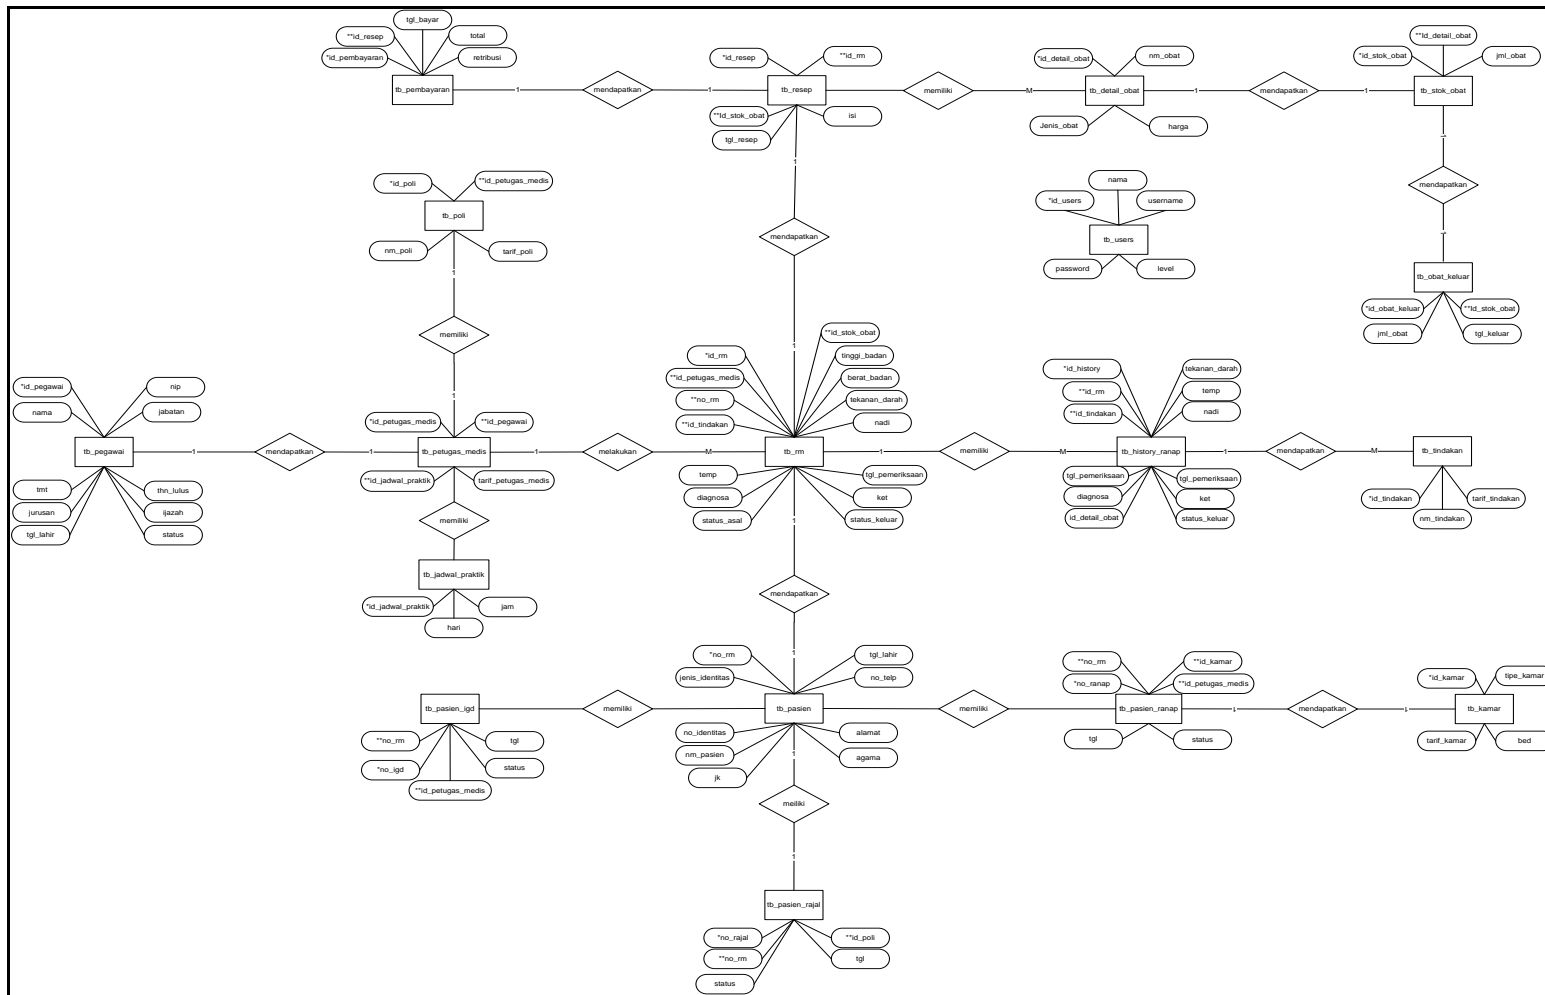 tgl_bayar
**id_resep
total
*id_pembayaran
retribusi
tb_pembayaran
1
mendapatkan
1
*id_resep
**id_rm
tb_resep
**Id_stok_obat
isi
tgl_resep
memiliki
M
*id_detail_obat
nm_obat
tb_detail_obat
Jenis_obat
harga
1
mendapatkan
1
**Id_detail_obat
*id_stok_obat
jml_obat
tb_stok_obat
1
mendapatkan
1
tb_obat_keluar
*id_obat_keluar
**Id_stok_obat
jml_obat
tgl_keluar
1
mendapatkan
1
*id_poli
**id_petugas_medis
tb_poli
nm_poli
tarif_poli
1
memiliki
1
nama
*id_users
username
tb_users
password
level
*id_pegawai
nip
nama
jabatan
tb_pegawai
tmt
thn_lulus
jurusan
ijazah
tgl_lahir
status
1
mendapatkan
1
*id_petugas_medis
**id_pegawai
tb_petugas_medis
**id_jadwal_praktik
tarif_petugas_medis
memiliki
tb_jadwal_praktik
*id_jadwal_praktik
jam
hari
1
melakukan
M
**id_stok_obat
*id_rm
tinggi_badan
**id_petugas_medis
berat_badan
**no_rm
tekanan_darah
**id_tindakan
nadi
tb_rm
temp
tgl_pemeriksaan
diagnosa
ket
status_asal
status_keluar
1
memiliki
M
*id_history
tekanan_darah
**id_rm
temp
**id_tindakan
nadi
tb_history_ranap
tgl_pemeriksaan
tgl_pemeriksaan
diagnosa
ket
id_detail_obat
status_keluar
1
mendapatkan
M
tb_tindakan
*id_tindakan
tarif_tindakan
nm_tindakan
1
mendapatkan
1
*no_rm
tgl_lahir
jenis_identitas
no_telp
tb_pasien
no_identitas
alamat
nm_pasien
agama
jk
memiliki
tb_pasien_igd
**no_rm
tgl
*no_igd
status
**id_petugas_medis
memiliki
**no_rm
**id_kamar
*no_ranap
**id_petugas_medis
tb_pasien_ranap
tgl
status
1
mendapatkan
1
*id_kamar
tipe_kamar
tb_kamar
tarif_kamar
bed
1
meiliki
1
tb_pasien_rajal
*no_rajal
**id_poli
**no_rm
tgl
status